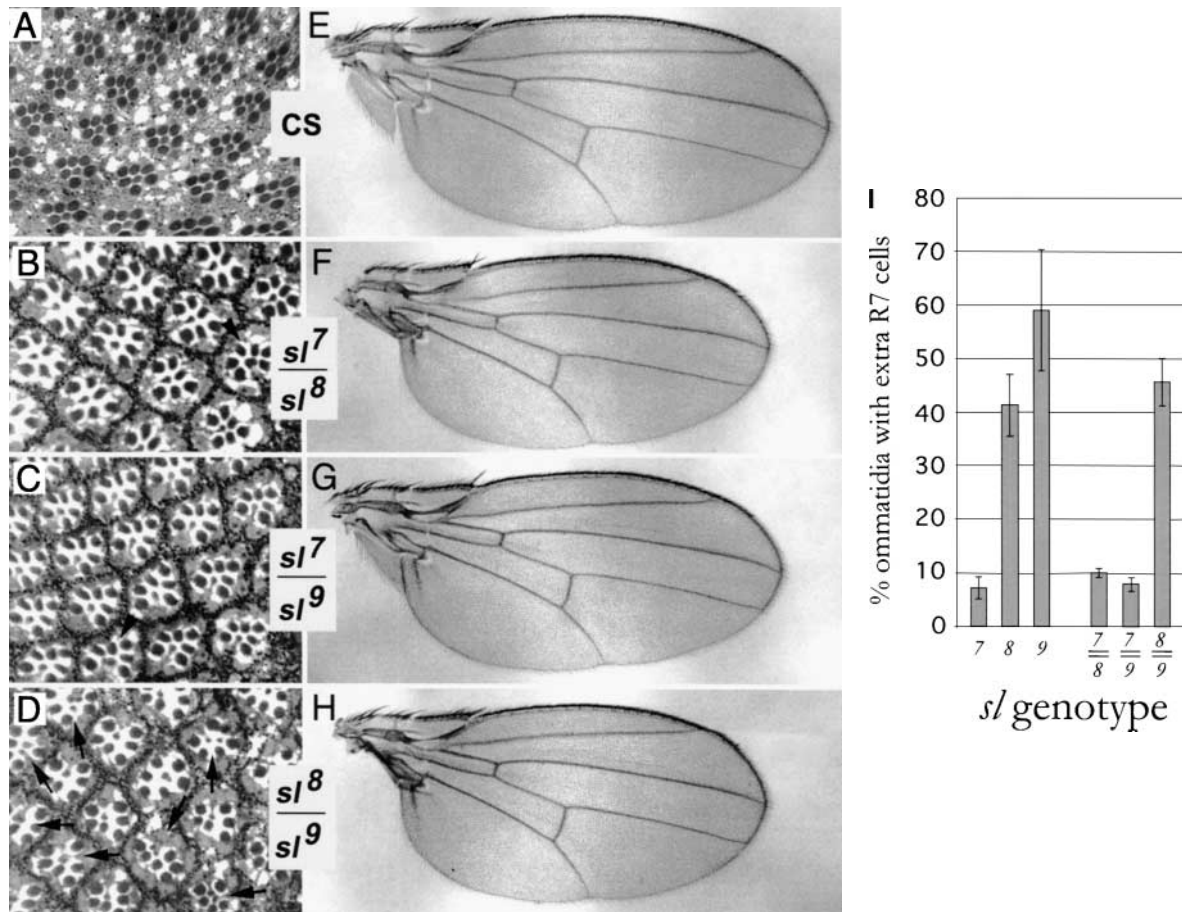 A
E
CS
B
F
sl⁷
sl⁸
C
G
sl⁷
sl⁹
D
H
sl⁸
sl⁹
I
% ommatidia with extra R7 cells
80
70
60
50
40
30
20
10
0
7 8 9 7/8 7/9 8/9
sl genotype